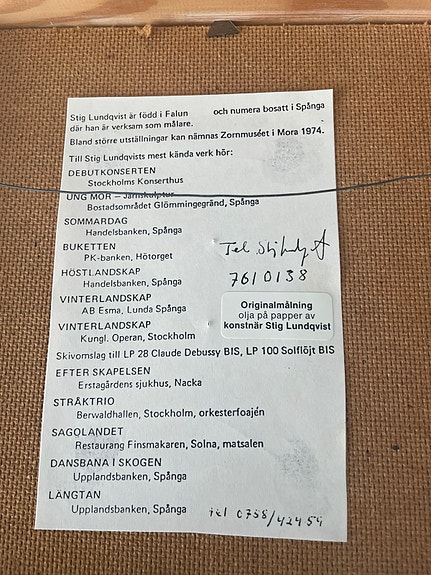 Stig Lundqvist är född i Falun och numera bosatt i Spånga
där han är verksam som målare.
Bland större utställningar kan nämnas Zornmuséet i Mora 1974.
Till Stig Lundqvists mest kända verk hör:
DEBUTKONSERTEN
Stockholms Konserthus
UNG MOR – Järnskulptur
Bostadsområdet Glömmingegränd, Spånga
SOMMARDAG
Handelsbanken, Spånga
BUKETTEN
PK-banken, Hötorget
Tel
HÖSTLANDSKAP
Handelsbanken, Spånga
7610138
VINTERLANDSKAP
AB Esma, Lunda Spånga
Originalmålning
olja på papper av
konstnär Stig Lundqvist
VINTERLANDSKAP
Kungl. Operan, Stockholm
Skivomslag till LP 28 Claude Debussy BIS, LP 100 Solflöjt BIS
EFTER SKAPELSEN
Erstagårdens sjukhus, Nacka
STRÅKTRIO
Berwaldhallen, Stockholm, orkesterfoajén
SAGOLANDET
Restaurang Finsmakaren, Solna, matsalen
DANSBANA I SKOGEN
Upplandsbanken, Spånga
LÄNGTAN
Upplandsbanken, Spånga tel 0758/42454